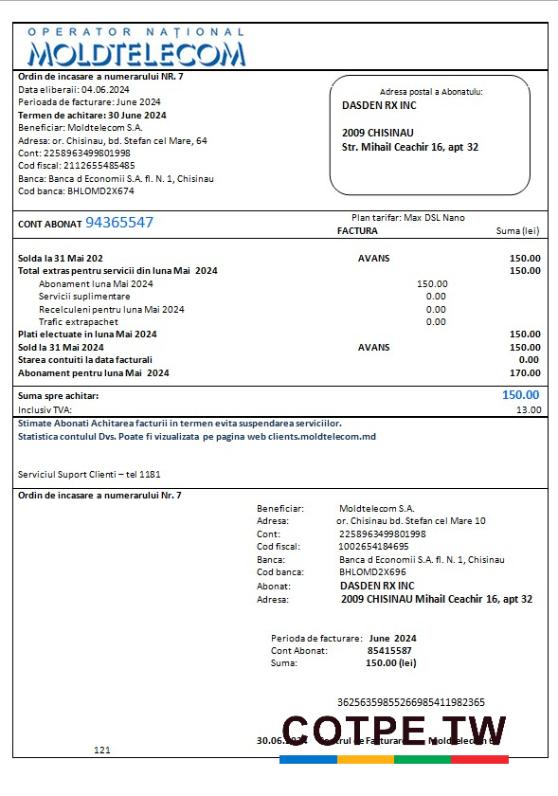 OPERATOR NAȚIONAL
MOLDTELECOM
Ordin de incasare a numerarului NR. 7
Data eliberaii: 04.06.2024
Perioada de facturare: June 2024
Termen de achitare: 30 June 2024
Beneficiar: Moldtelecom S.A.
Adresa: or. Chisinau, bd. Stefan cel Mare, 64
Cont: 2258963499801998
Cod fiscal: 2112655485485
Banca: Banca d Economii S.A. fl. N. 1, Chisinau
Cod banca: BHLOMD2X674
Adresa postal a Abonatulu:
DASDEN RX INC
2009 CHISINAU
Str. Mihail Ceachir 16, apt 32
CONT ABONAT 94365547
Plan tarifar: Max DSL Nano
FACTURA Suma (lei)
Solda la 31 Mai 202 AVANS 150.00
Total extras pentru servicii din luna Mai 2024 150.00
Abonament luna Mai 2024 150.00
Servicii suplimentare 0.00
Recelculeni pentru luna Mai 2024 0.00
Trafic extrapachet 0.00
Plati electuate in luna Mai 2024 150.00
Sold la 31 Mai 2024 AVANS 150.00
Starea contuiti la data facturali 0.00
Abonament pentru luna Mai 2024 170.00
Suma spre achitar: 150.00
Inclusiv TVA: 13.00
Stimate Abonati Achitarea facturii in termen evita suspendarea serviciilor.
Statistica contulul Dvs. Poate fi vizualizata pe pagina web clients.moldtelecom.md
Serviciul Suport Clienti – tel 1181
Ordin de incasare a numerarului Nr. 7
Beneficiar: Moldtelecom S.A.
Adresa: or. Chisinau bd. Stefan cel Mare 10
Cont: 2258963499801998
Cod fiscal: 1002654184695
Banca: Banca d Economii S.A. fl. N. 1, Chisinau
Cod banca: BHLOMD2X696
Abonat: DASDEN RX INC
Adresa: 2009 CHISINAU Mihail Ceachir 16, apt 32
Perioda de facturare: June 2024
Cont Abonat: 85415587
Suma: 150.00 (lei)
36256359855266985411982365
COTPE.TW
30.06.2024
121